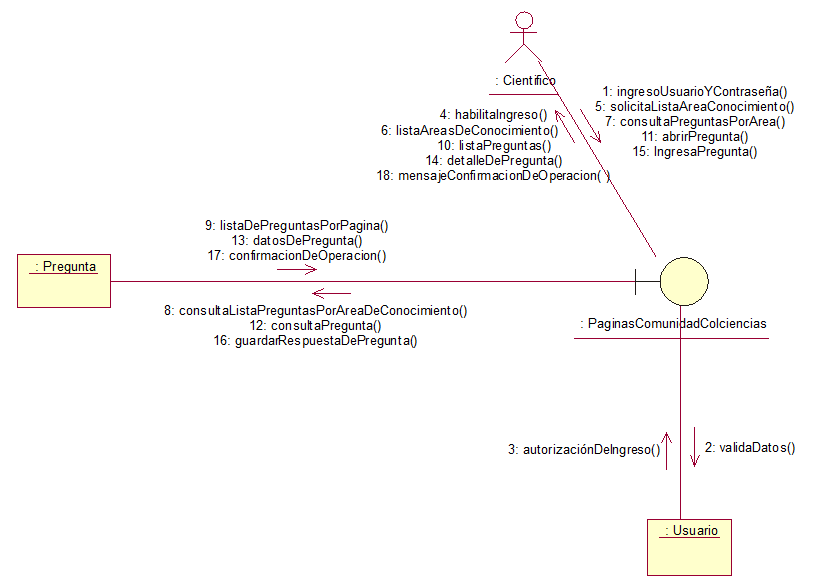 : Científico
1: ingresoUsuarioYContraseña()
5: solicitaListaAreaConocimiento()
7: consultaPreguntasPorArea()
11: abrirPregunta()
15: IngresaPregunta()
4: habilitaIngreso()
6: listaAreasDeConocimiento()
10: listaPreguntas()
14: detalleDePregunta()
18: mensajeConfirmacionDeOperacion( )
9: listaDePreguntasPorPagina()
13: datosDePregunta()
17: confirmacionDeOperacion()
: Pregunta
8: consultaListaPreguntasPorAreaDeConocimiento()
12: consultaPregunta()
16: guardarRespuestaDePregunta()
: PaginasComunidadColciencias
3: autorizaciónDeIngreso()
2: validaDatos()
: Usuario